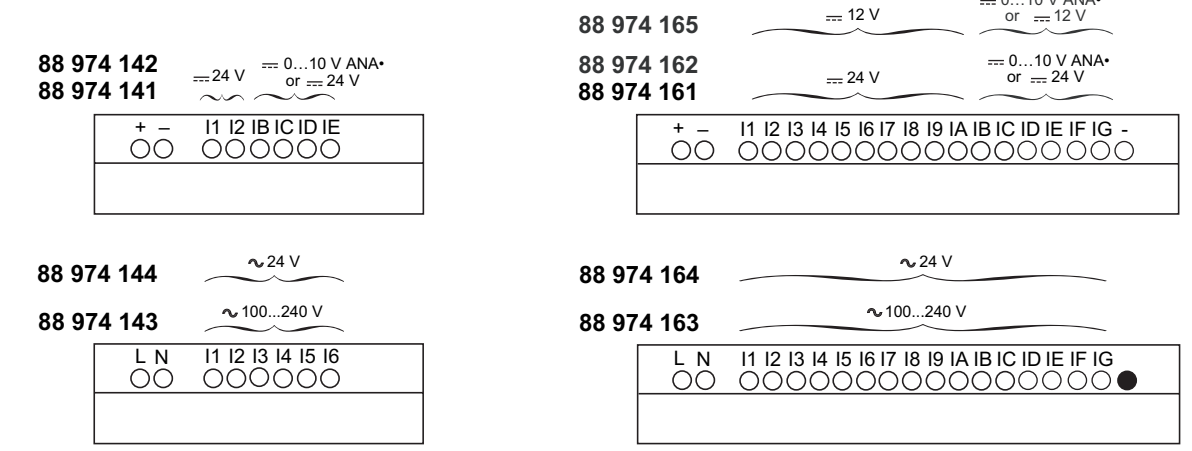 88 974 142
88 974 141
⎓ 24 V
⎓ 0…10 V ANA•
or ⎓ 24 V
+ – I1 I2 IB IC ID IE
88 974 165
⎓ 12 V
⎓ 0…10 V ANA•
or ⎓ 12 V
88 974 162
88 974 161
⎓ 24 V
⎓ 0…10 V ANA•
or ⎓ 24 V
+ – I1 I2 I3 I4 I5 I6 I7 I8 I9 IA IB IC ID IE IF IG -
88 974 144
∿ 24 V
88 974 143
∿ 100...240 V
L N I1 I2 I3 I4 I5 I6
88 974 164
∿ 24 V
88 974 163
∿ 100...240 V
L N I1 I2 I3 I4 I5 I6 I7 I8 I9 IA IB IC ID IE IF IG